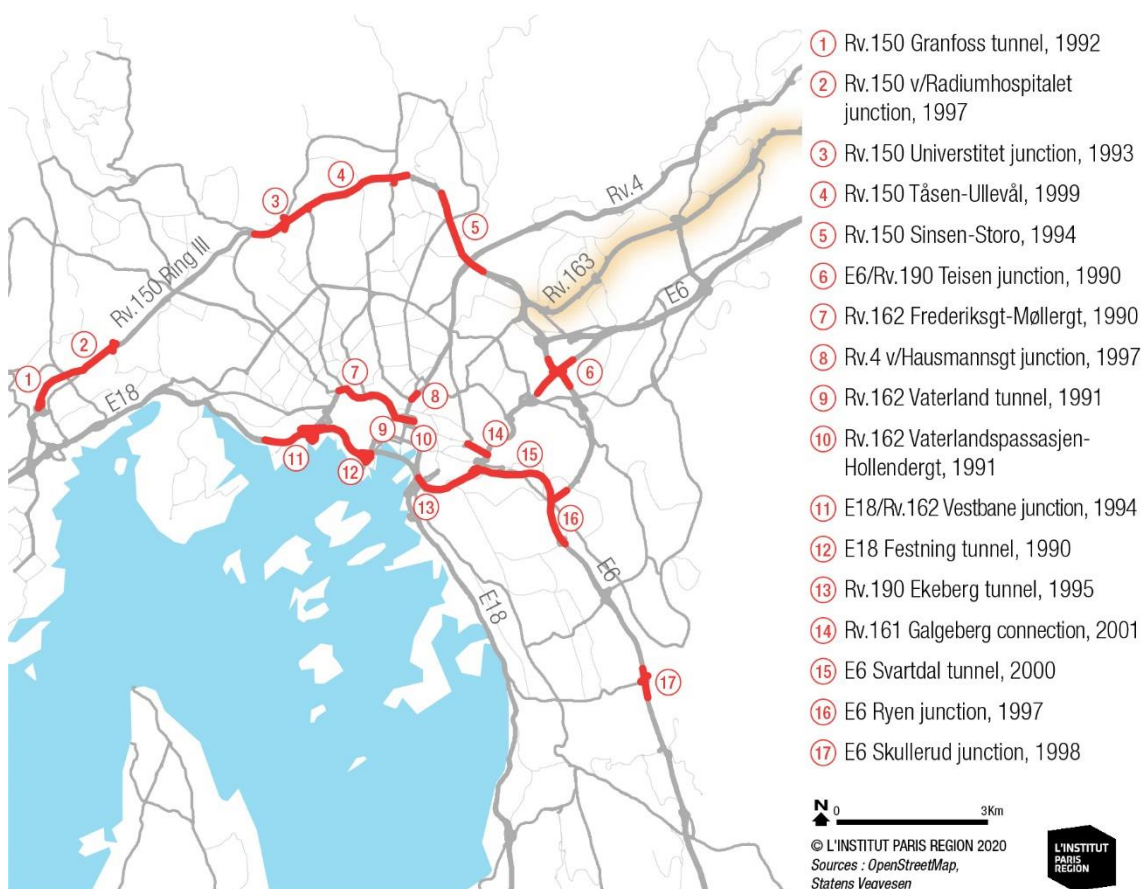 1 Rv.150 Granfoss tunnel, 1992
2 Rv.150 v/Radiumhospitalet
junction, 1997
3 Rv.150 Universtitet junction, 1993
4 Rv.150 Tåsen-Ullevål, 1999
5 Rv.150 Sinsen-Storo, 1994
6 E6/Rv.190 Teisen junction, 1990
7 Rv.162 Frederiksgt-Møllergt, 1990
8 Rv.4 v/Hausmannsgt junction, 1997
9 Rv.162 Vaterland tunnel, 1991
10 Rv.162 Vaterlandspassasjen-
Hollendergt, 1991
11 E18/Rv.162 Vestbane junction, 1994
12 E18 Festning tunnel, 1990
13 Rv.190 Ekeberg tunnel, 1995
14 Rv.161 Galgeberg connection, 2001
15 E6 Svartdal tunnel, 2000
16 E6 Ryen junction, 1997
17 E6 Skullerud junction, 1998
N 0 3Km
© L'INSTITUT PARIS REGION 2020
Sources : OpenStreetMap,
Statens Vegvesen
L'INSTITUT
PARIS
REGION
4
3
5
Rv.4
Rv.150 Ring III
Rv.163
E6
2
1
E18
6
7
8
9
10
14
11
12
15
13
16
E6
E18
17